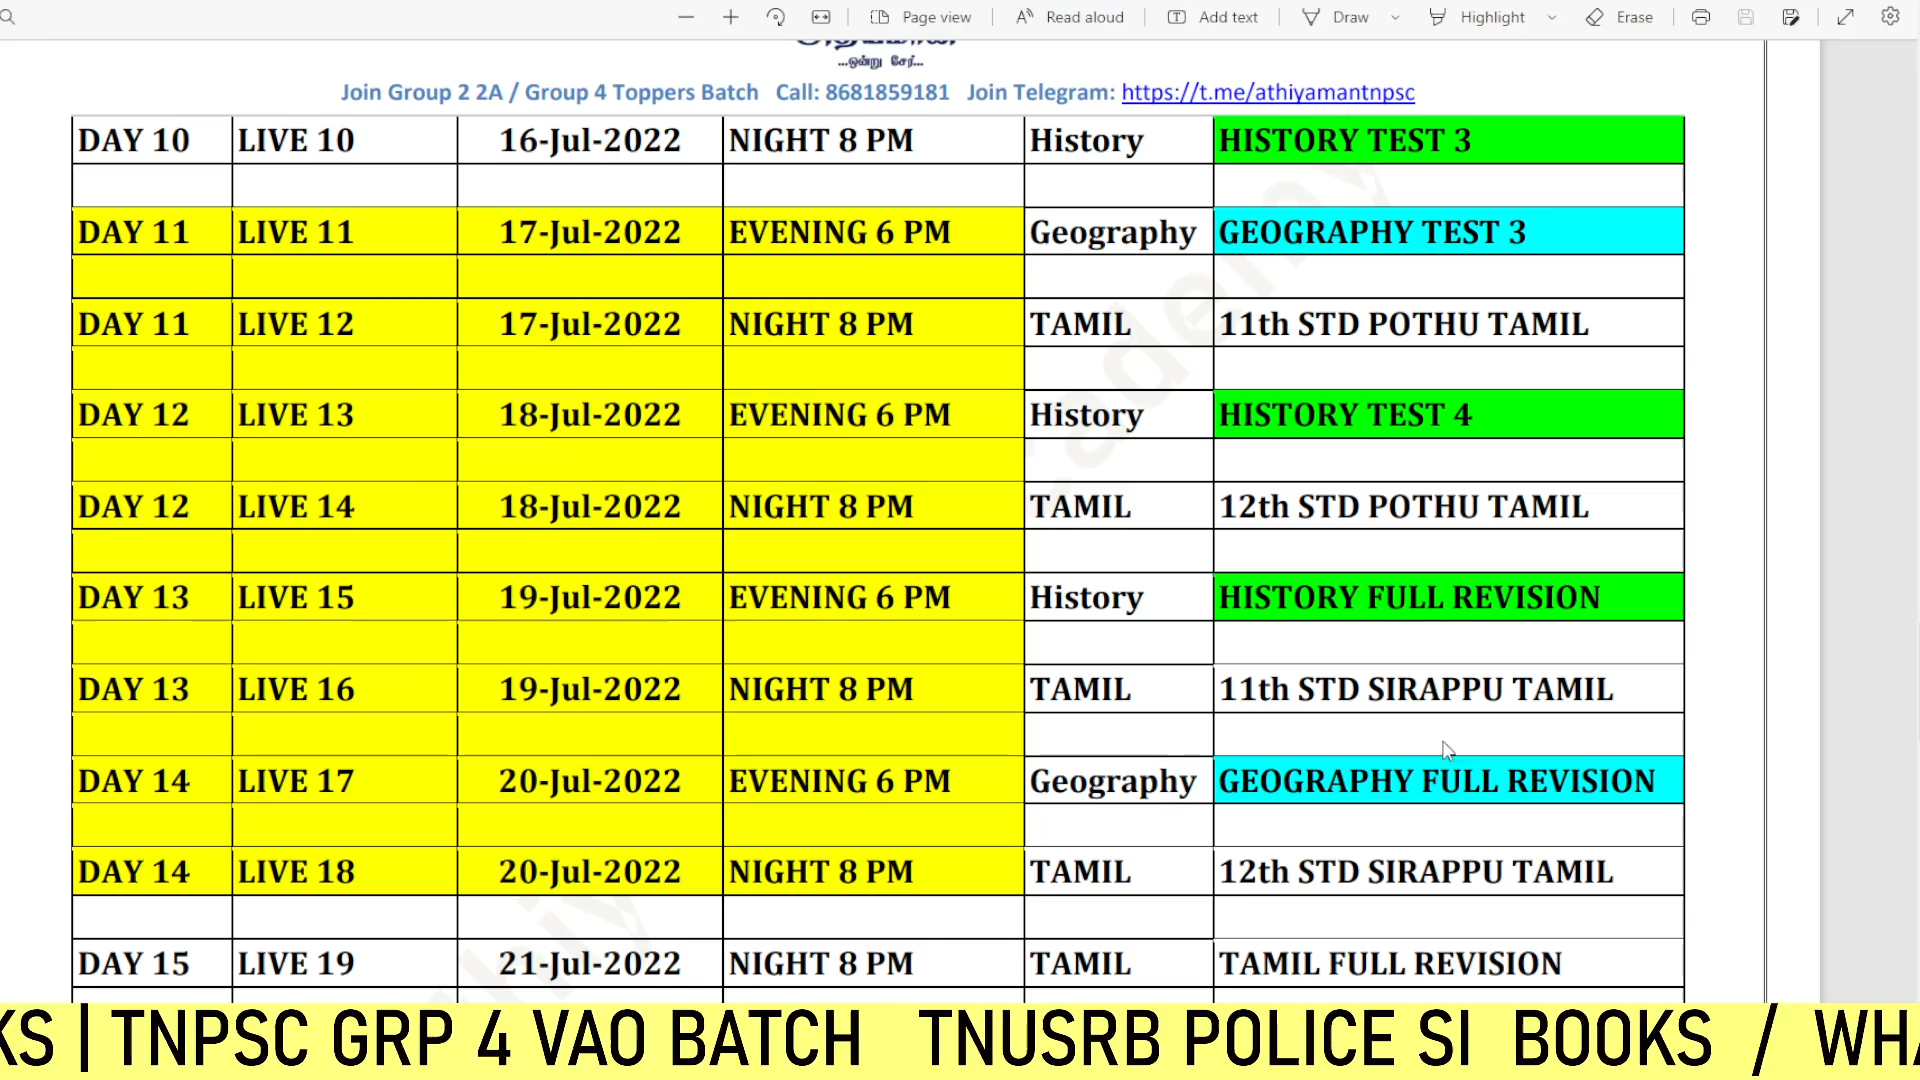 Page view Read aloud Add text Draw Highlight Erase
...ஒன்று சேர்...
Join Group 2 2A / Group 4 Toppers Batch Call: 8681859181 Join Telegram: https://t.me/athiyamantnpsc
DAY 10 LIVE 10 16-Jul-2022 NIGHT 8 PM History HISTORY TEST 3
DAY 11 LIVE 11 17-Jul-2022 EVENING 6 PM Geography GEOGRAPHY TEST 3
DAY 11 LIVE 12 17-Jul-2022 NIGHT 8 PM TAMIL 11th STD POTHU TAMIL
DAY 12 LIVE 13 18-Jul-2022 EVENING 6 PM History HISTORY TEST 4
DAY 12 LIVE 14 18-Jul-2022 NIGHT 8 PM TAMIL 12th STD POTHU TAMIL
DAY 13 LIVE 15 19-Jul-2022 EVENING 6 PM History HISTORY FULL REVISION
DAY 13 LIVE 16 19-Jul-2022 NIGHT 8 PM TAMIL 11th STD SIRAPPU TAMIL
DAY 14 LIVE 17 20-Jul-2022 EVENING 6 PM Geography GEOGRAPHY FULL REVISION
DAY 14 LIVE 18 20-Jul-2022 NIGHT 8 PM TAMIL 12th STD SIRAPPU TAMIL
DAY 15 LIVE 19 21-Jul-2022 NIGHT 8 PM TAMIL TAMIL FULL REVISION
KS | TNPSC GRP 4 VAO BATCH TNUSRB POLICE SI BOOKS / WHA